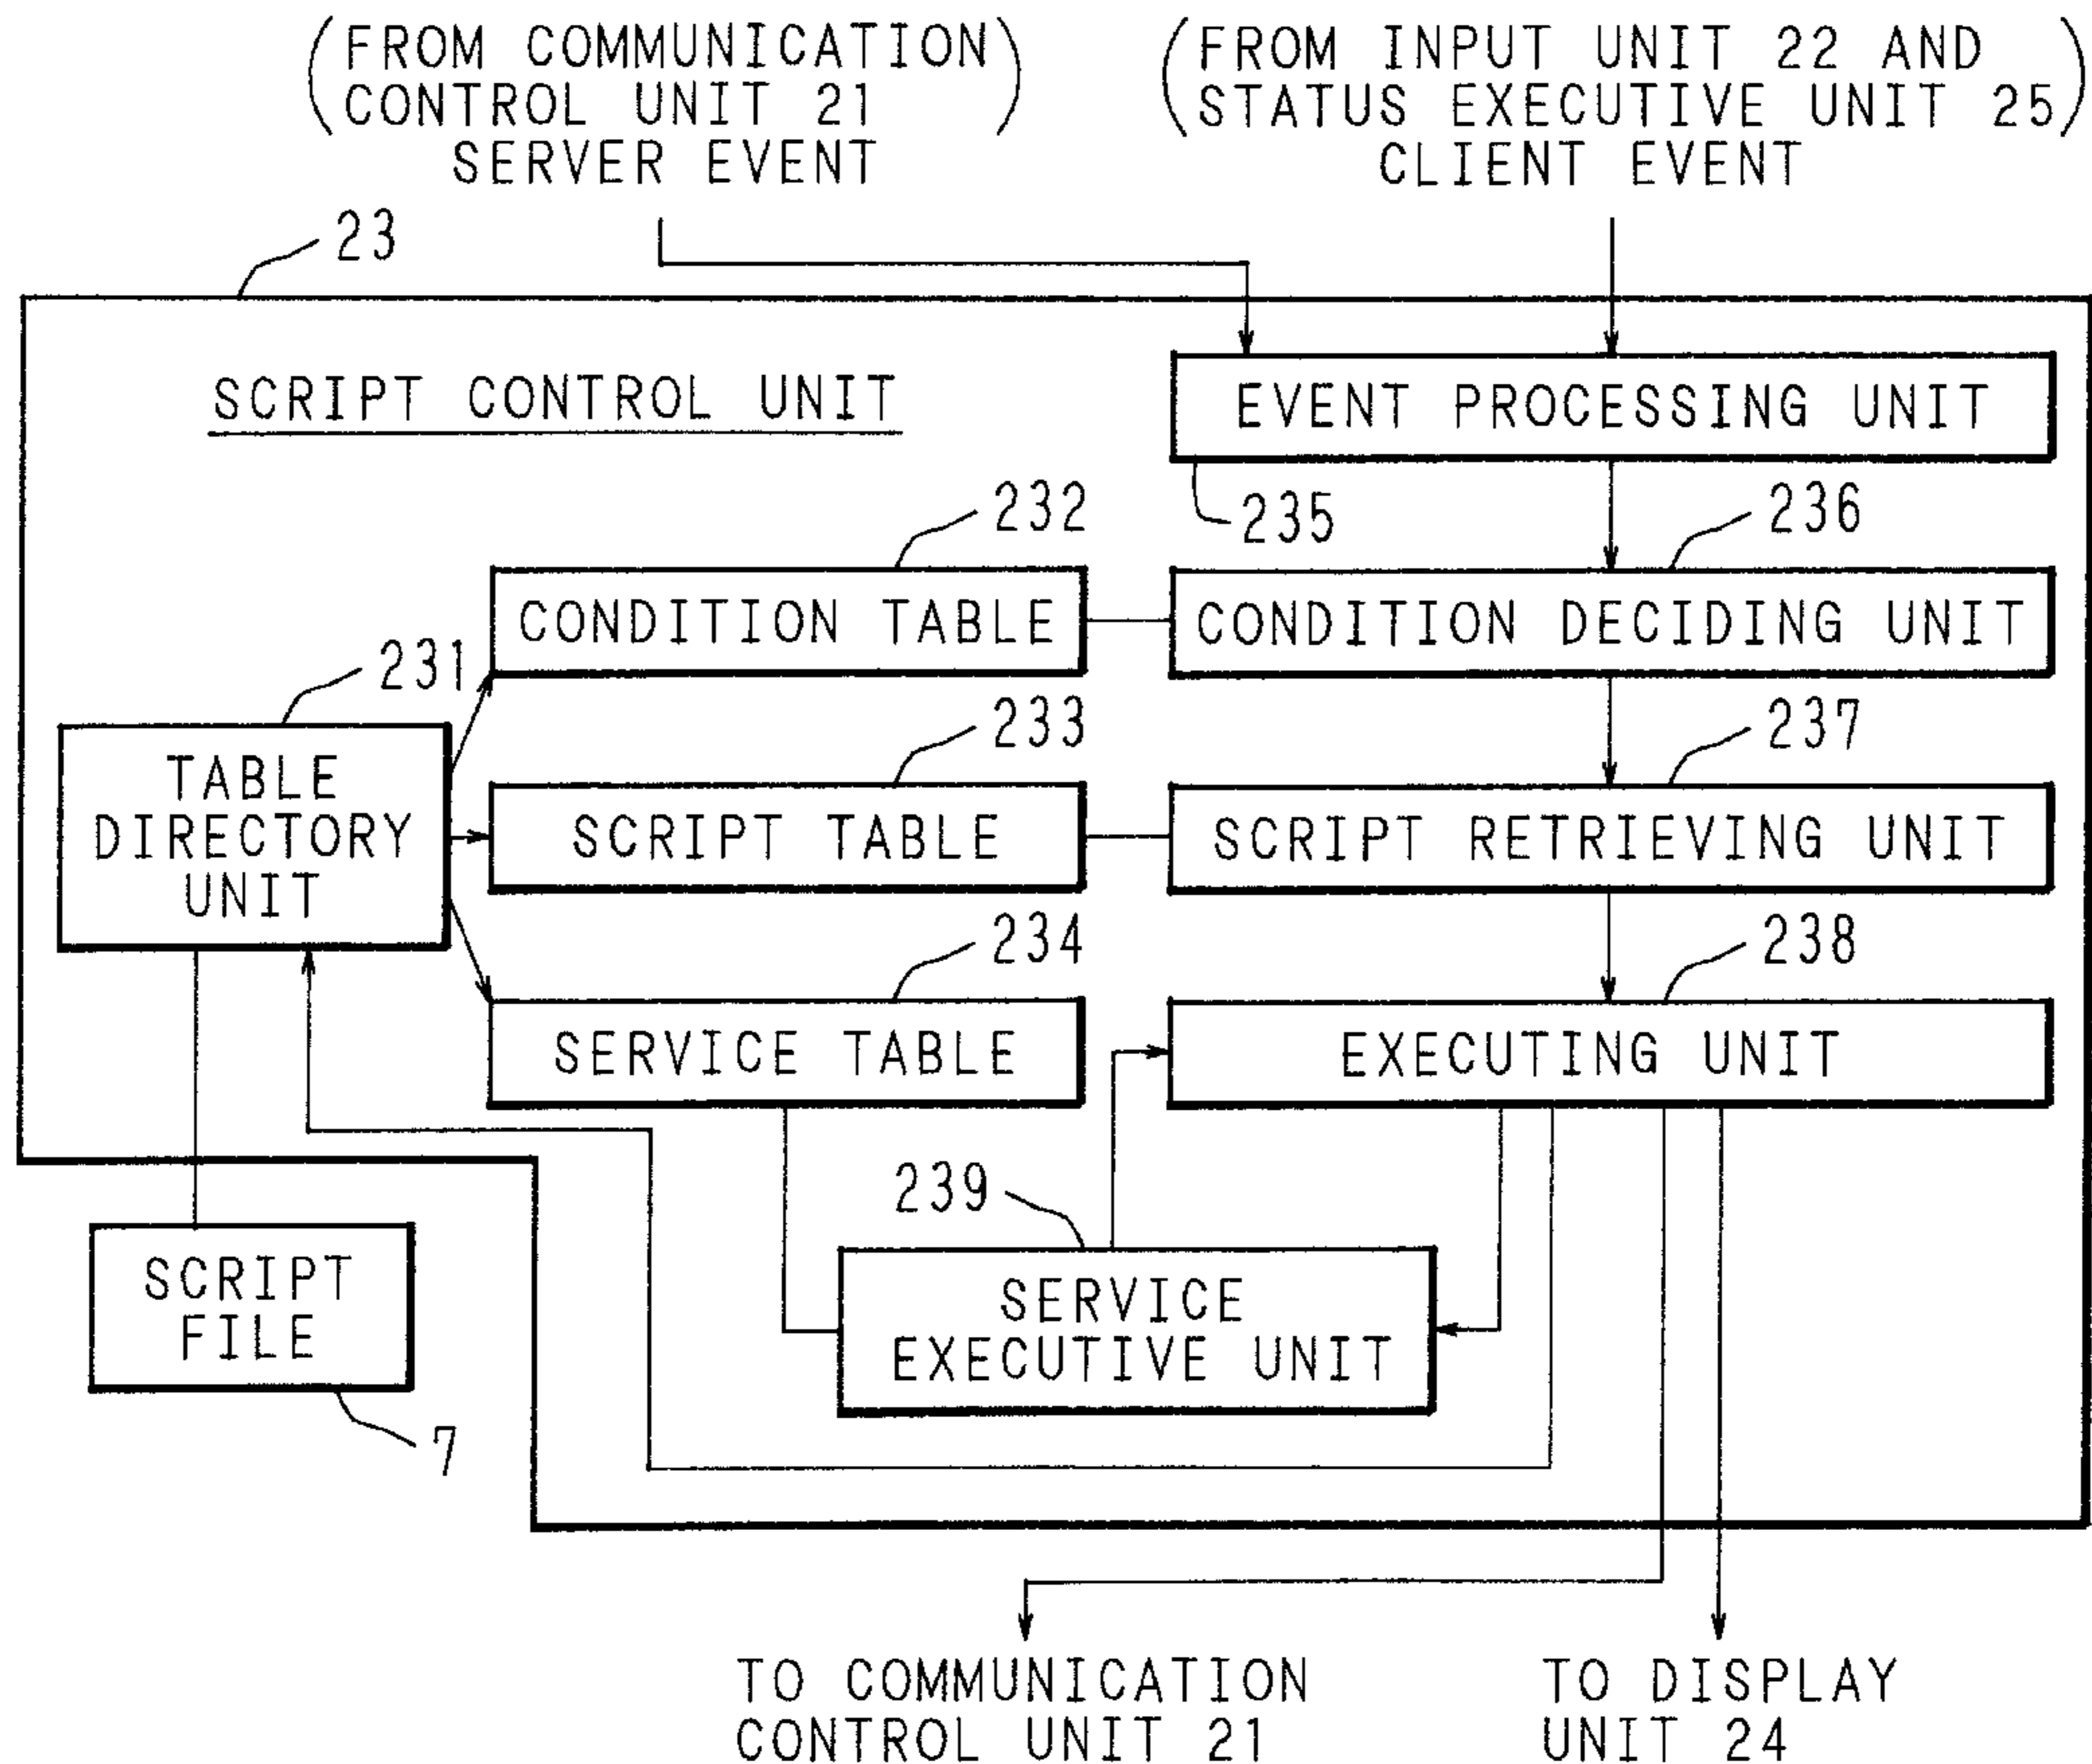 (FROM COMMUNICATION
CONTROL UNIT 21)
SERVER EVENT
(FROM INPUT UNIT 22 AND
STATUS EXECUTIVE UNIT 25)
CLIENT EVENT
23
SCRIPT CONTROL UNIT
EVENT PROCESSING UNIT
235
232
236
CONDITION TABLE
CONDITION DECIDING UNIT
231
233
237
TABLE
DIRECTORY
UNIT
SCRIPT TABLE
SCRIPT RETRIEVING UNIT
234
238
SERVICE TABLE
EXECUTING UNIT
239
SCRIPT
FILE
7
SERVICE
EXECUTIVE UNIT
TO COMMUNICATION
CONTROL UNIT 21
TO DISPLAY
UNIT 24